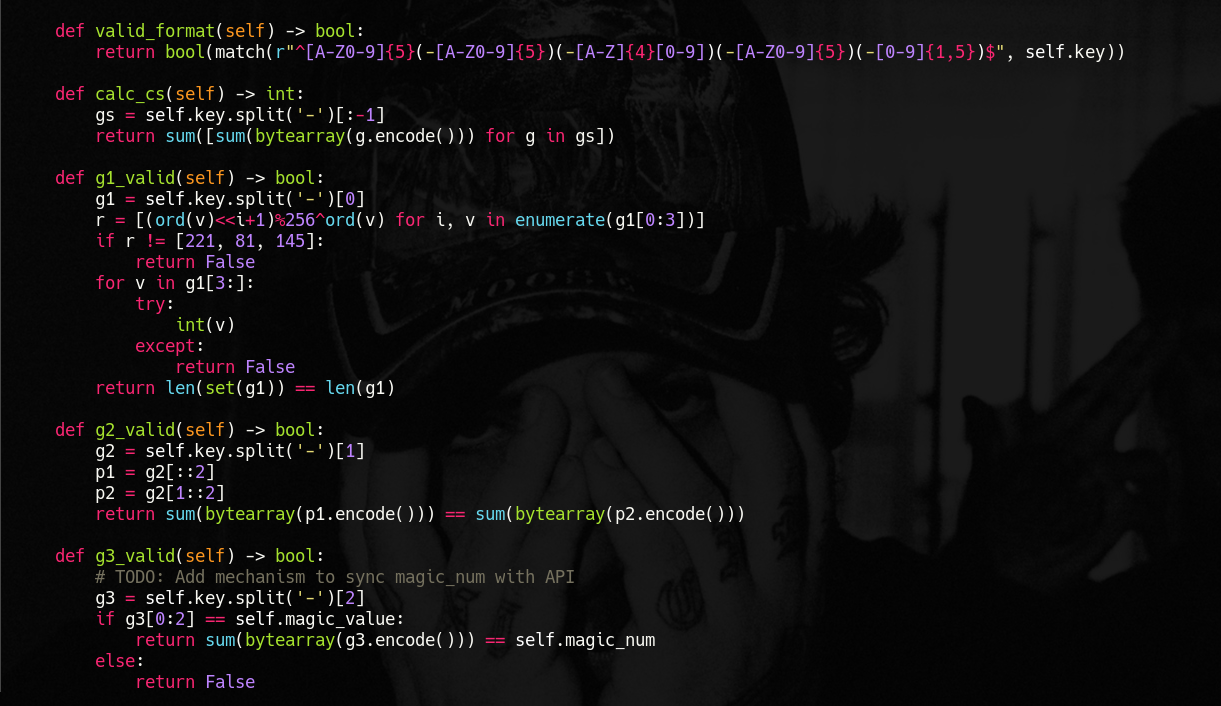 def valid_format(self) -> bool:
    return bool(match(r"^[A-Z0-9]{5}(-[A-Z0-9]{5})(-[A-Z]{4}[0-9])(-[A-Z0-9]{5})(-[0-9]{1,5})$", self.key))

def calc_cs(self) -> int:
    gs = self.key.split('-')[:-1]
    return sum([sum(bytearray(g.encode())) for g in gs])

def g1_valid(self) -> bool:
    g1 = self.key.split('-')[0]
    r = [(ord(v)<<i+1)%256^ord(v) for i, v in enumerate(g1[0:3])]
    if r != [221, 81, 145]:
        return False
    for v in g1[3:]:
        try:
            int(v)
        except:
            return False
    return len(set(g1)) == len(g1)

def g2_valid(self) -> bool:
    g2 = self.key.split('-')[1]
    p1 = g2[::2]
    p2 = g2[1::2]
    return sum(bytearray(p1.encode())) == sum(bytearray(p2.encode()))

def g3_valid(self) -> bool:
    # TODO: Add mechanism to sync magic_num with API
    g3 = self.key.split('-')[2]
    if g3[0:2] == self.magic_value:
        return sum(bytearray(g3.encode())) == self.magic_num
    else:
        return False